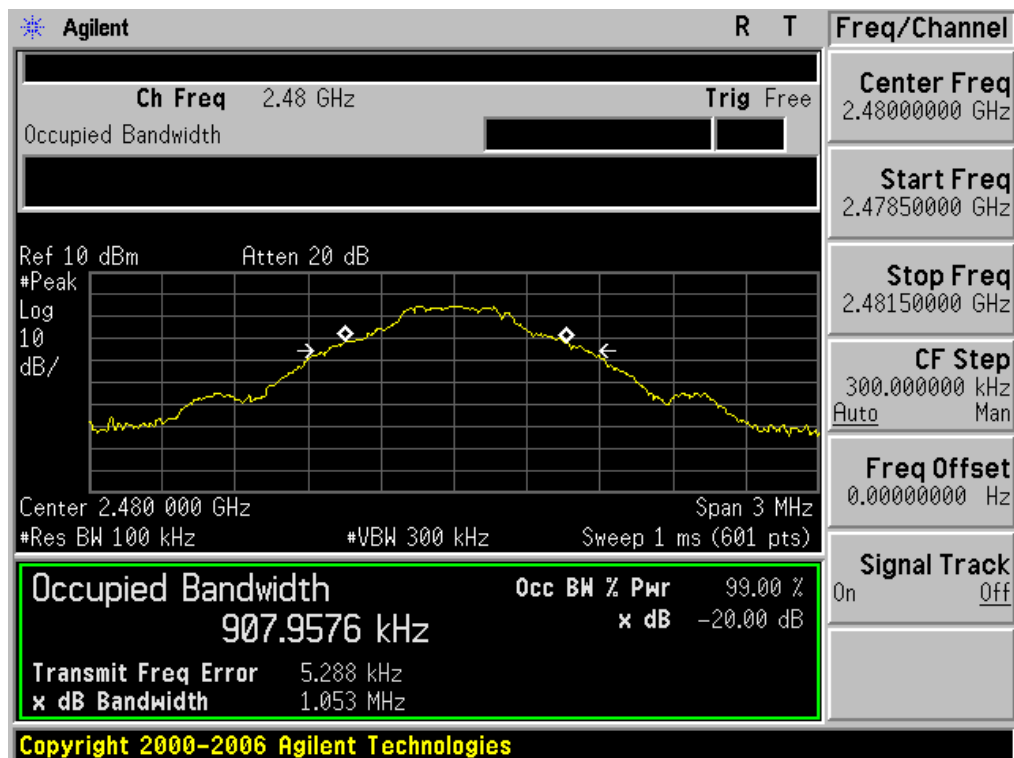 Agilent R T
Ch Freq 2.48 GHz Trig Free
Occupied Bandwidth
Ref 10 dBm Atten 20 dB
#Peak
Log
10
dB/
Center 2.480 000 GHz Span 3 MHz
#Res BW 100 kHz #VBW 300 kHz Sweep 1 ms (601 pts)
Occupied Bandwidth
907.9576 kHz
Occ BW % Pwr 99.00 %
x dB -20.00 dB
Transmit Freq Error 5.288 kHz
x dB Bandwidth 1.053 MHz
Copyright 2000-2006 Agilent Technologies
Freq/Channel
Center Freq
2.48000000 GHz
Start Freq
2.47850000 GHz
Stop Freq
2.48150000 GHz
CF Step
300.000000 kHz
Auto Man
Freq Offset
0.00000000 Hz
Signal Track
On Off